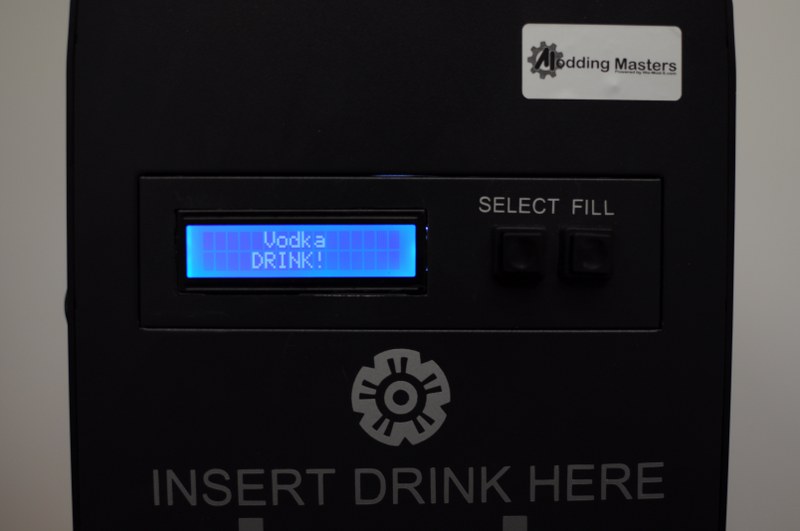 Modding Masters
SELECT FILL
Vodka
DRINK!
INSERT DRINK HERE